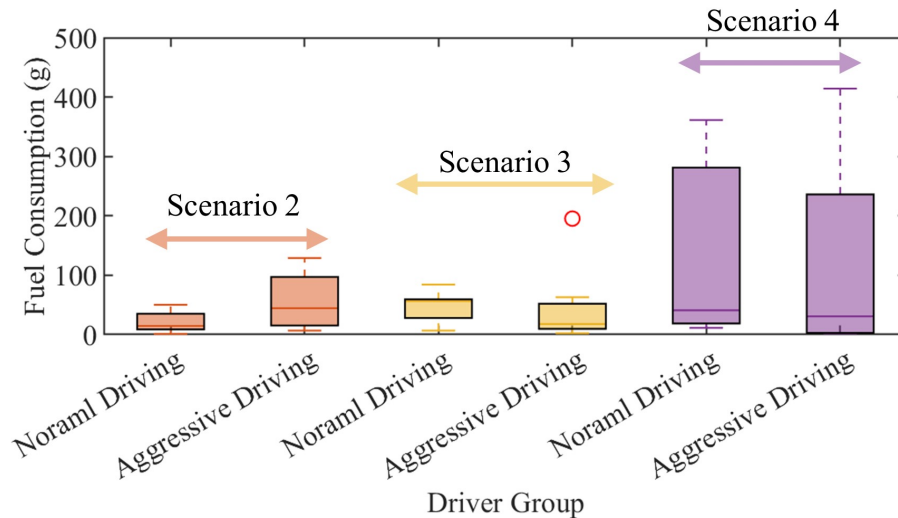 Scenario 4
500
400
300
200
100
0
Fuel Consumption (g)
Scenario 3
Scenario 2
Noraml Driving
Aggressive Driving
Noraml Driving
Aggressive Driving
Noraml Driving
Aggressive Driving
Driver Group